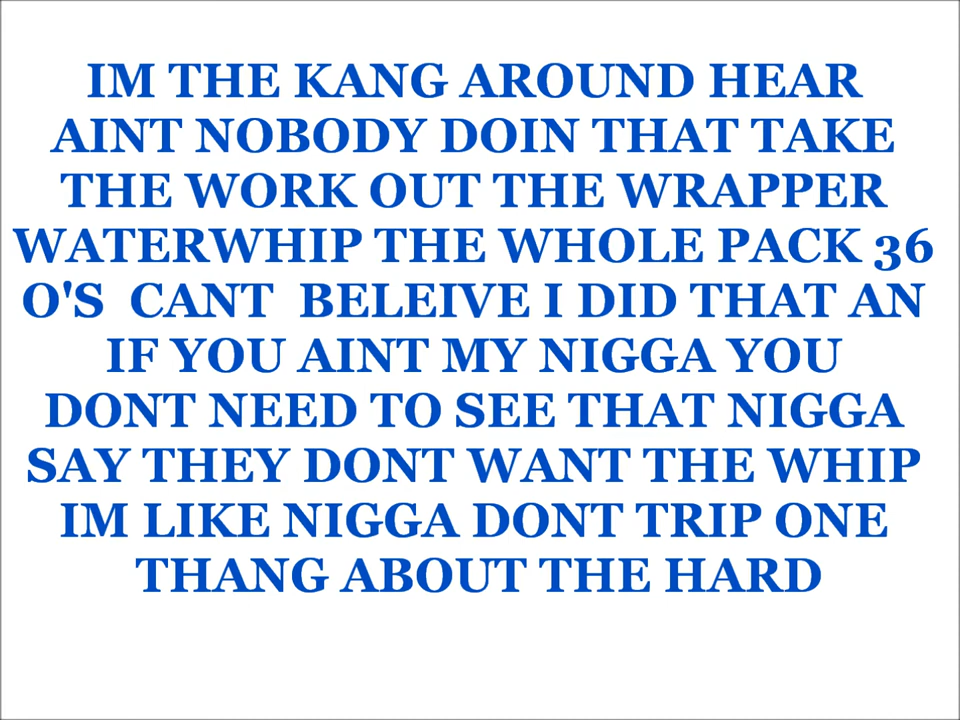 IM THE KANG AROUND HEAR
AINT NOBODY DOIN THAT TAKE
THE WORK OUT THE WRAPPER
WATERWHIP THE WHOLE PACK 36
O'S  CANT  BELEIVE I DID THAT AN
IF YOU AINT MY NIGGA YOU
DONT NEED TO SEE THAT NIGGA
SAY THEY DONT WANT THE WHIP
IM LIKE NIGGA DONT TRIP ONE
THANG ABOUT THE HARD